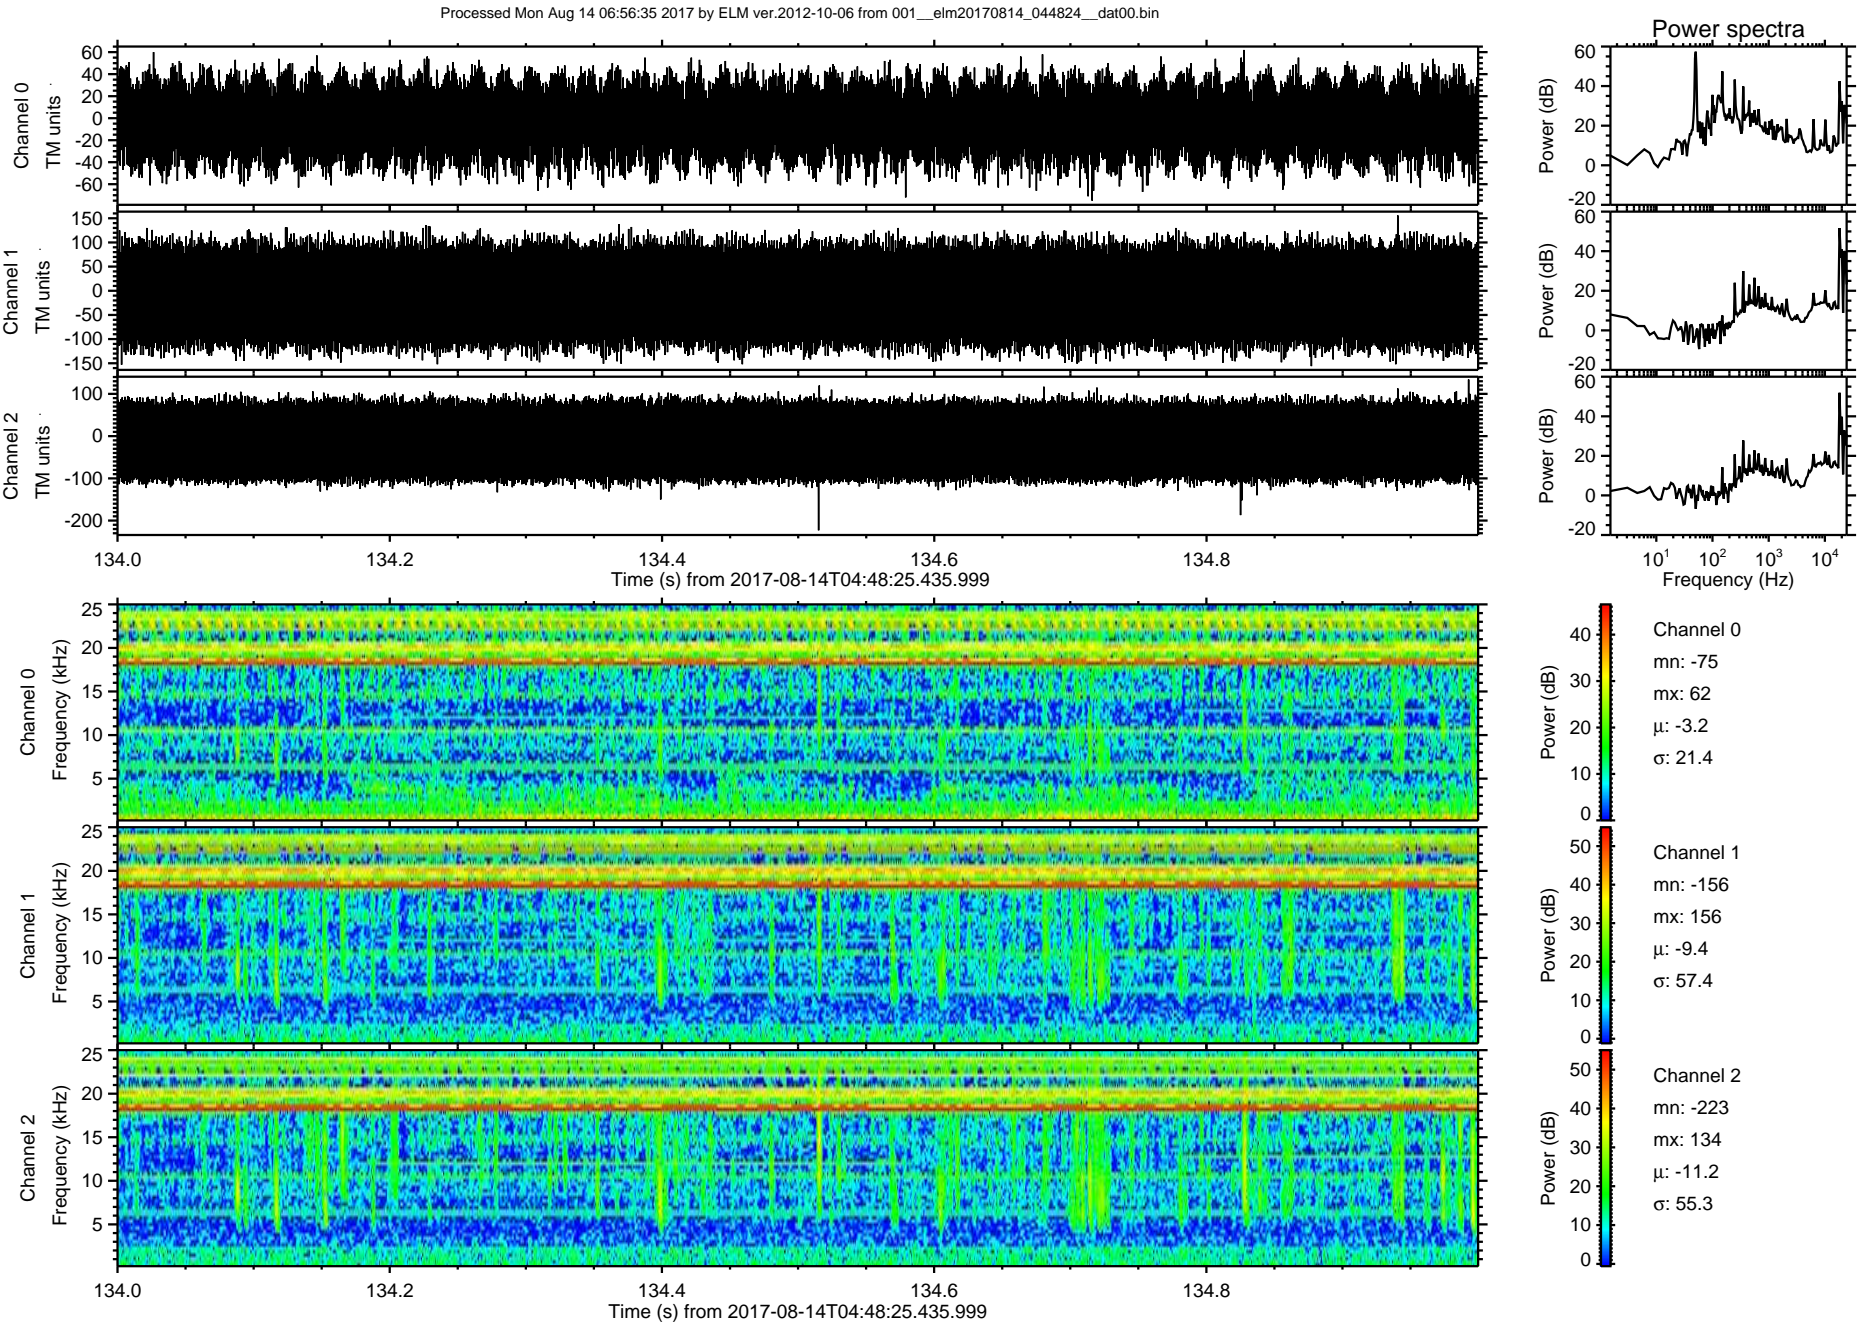 Processed Mon Aug 14 06:56:35 2017 by ELM ver.2012-10-06 from 001__elm20170814_044824__dat00.bin
Power spectra
Channel 0
TM units
60
40
20
0
-20
-40
-60
Power (dB)
60
40
20
0
-20
Channel 1
TM units
150
100
50
0
-50
-100
-150
Power (dB)
60
40
20
0
-20
Channel 2
TM units
100
0
-100
-200
Power (dB)
60
40
20
0
-20
134.0 134.2 134.4 134.6 134.8
Time (s) from 2017-08-14T04:48:25.435.999
10^1 10^2 10^3 10^4
Frequency (Hz)
Channel 0
Frequency (kHz)
25
20
15
10
5
Power (dB)
40
30
20
10
0
Channel 0
mn: -75
mx: 62
μ: -3.2
σ: 21.4
Channel 1
Frequency (kHz)
25
20
15
10
5
Power (dB)
50
40
30
20
10
0
Channel 1
mn: -156
mx: 156
μ: -9.4
σ: 57.4
Channel 2
Frequency (kHz)
25
20
15
10
5
Power (dB)
50
40
30
20
10
0
Channel 2
mn: -223
mx: 134
μ: -11.2
σ: 55.3
134.0 134.2 134.4 134.6 134.8
Time (s) from 2017-08-14T04:48:25.435.999